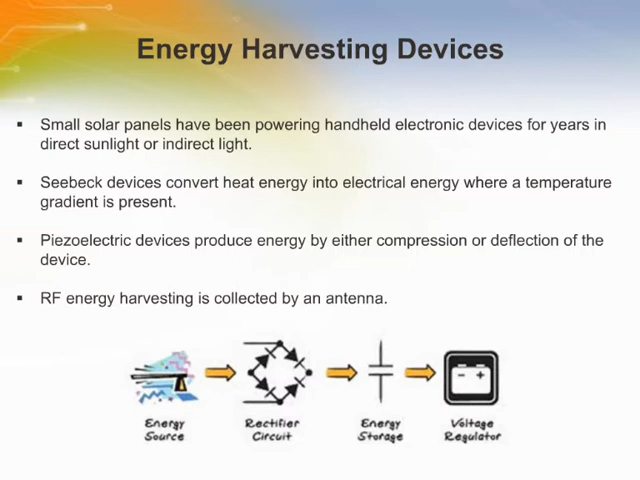 Energy Harvesting Devices
▪ Small solar panels have been powering handheld electronic devices for years in
direct sunlight or indirect light.
▪ Seebeck devices convert heat energy into electrical energy where a temperature
gradient is present.
▪ Piezoelectric devices produce energy by either compression or deflection of the
device.
▪ RF energy harvesting is collected by an antenna.
- +
Energy Rectifier Energy Voltage
Source Circuit Storage Regulator